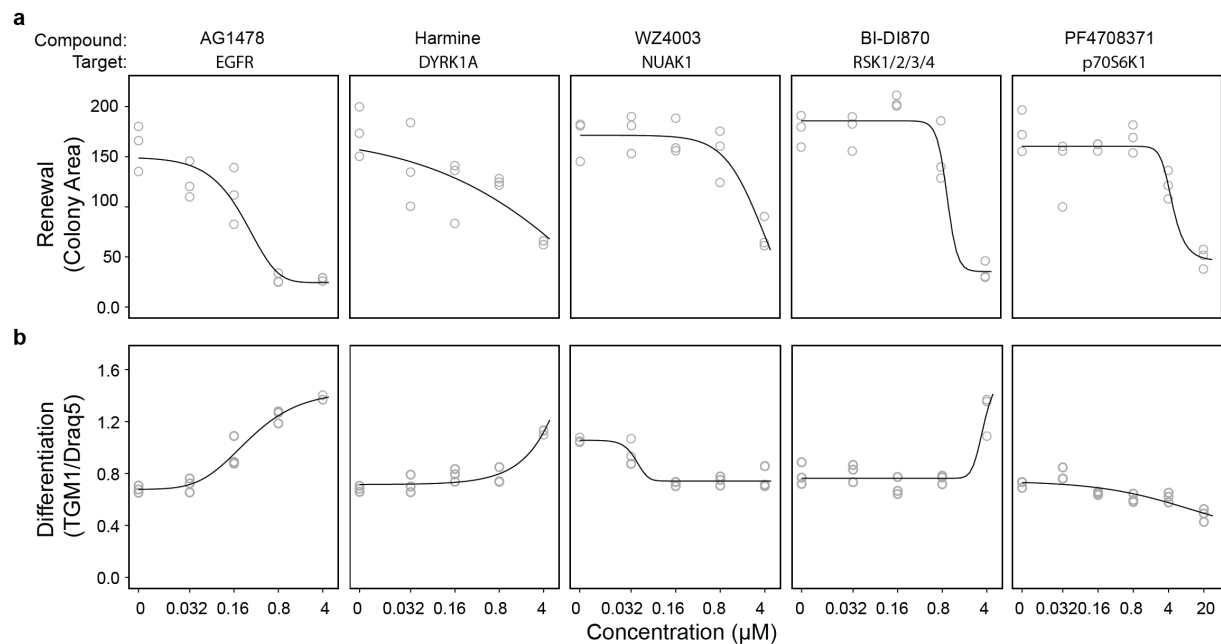 a
Compound: AG1478 Harmine WZ4003 BI-DI870 PF4708371
Target: EGFR DYRK1A NUAK1 RSK1/2/3/4 p70S6K1
Renewal
(Colony Area)
200
150
100
50
0.0
b
Differentiation
(TGM1/Draq5)
1.6
1.2
0.8
0.4
0.0
0 0.032 0.16 0.8 4 0 0.032 0.16 0.8 4 0 0.032 0.16 0.8 4 0 0.032 0.16 0.8 4 0 0.032 0.16 0.8 4 20
Concentration (µM)